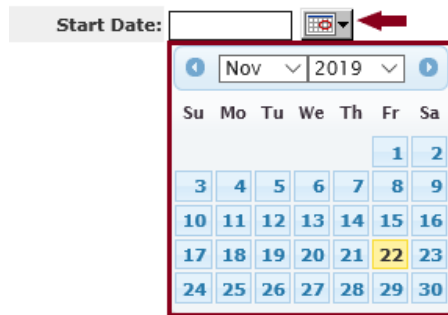 Start Date:
Nov 2019
Su Mo Tu We Th Fr Sa
1 2
3 4 5 6 7 8 9
10 11 12 13 14 15 16
17 18 19 20 21 22 23
24 25 26 27 28 29 30